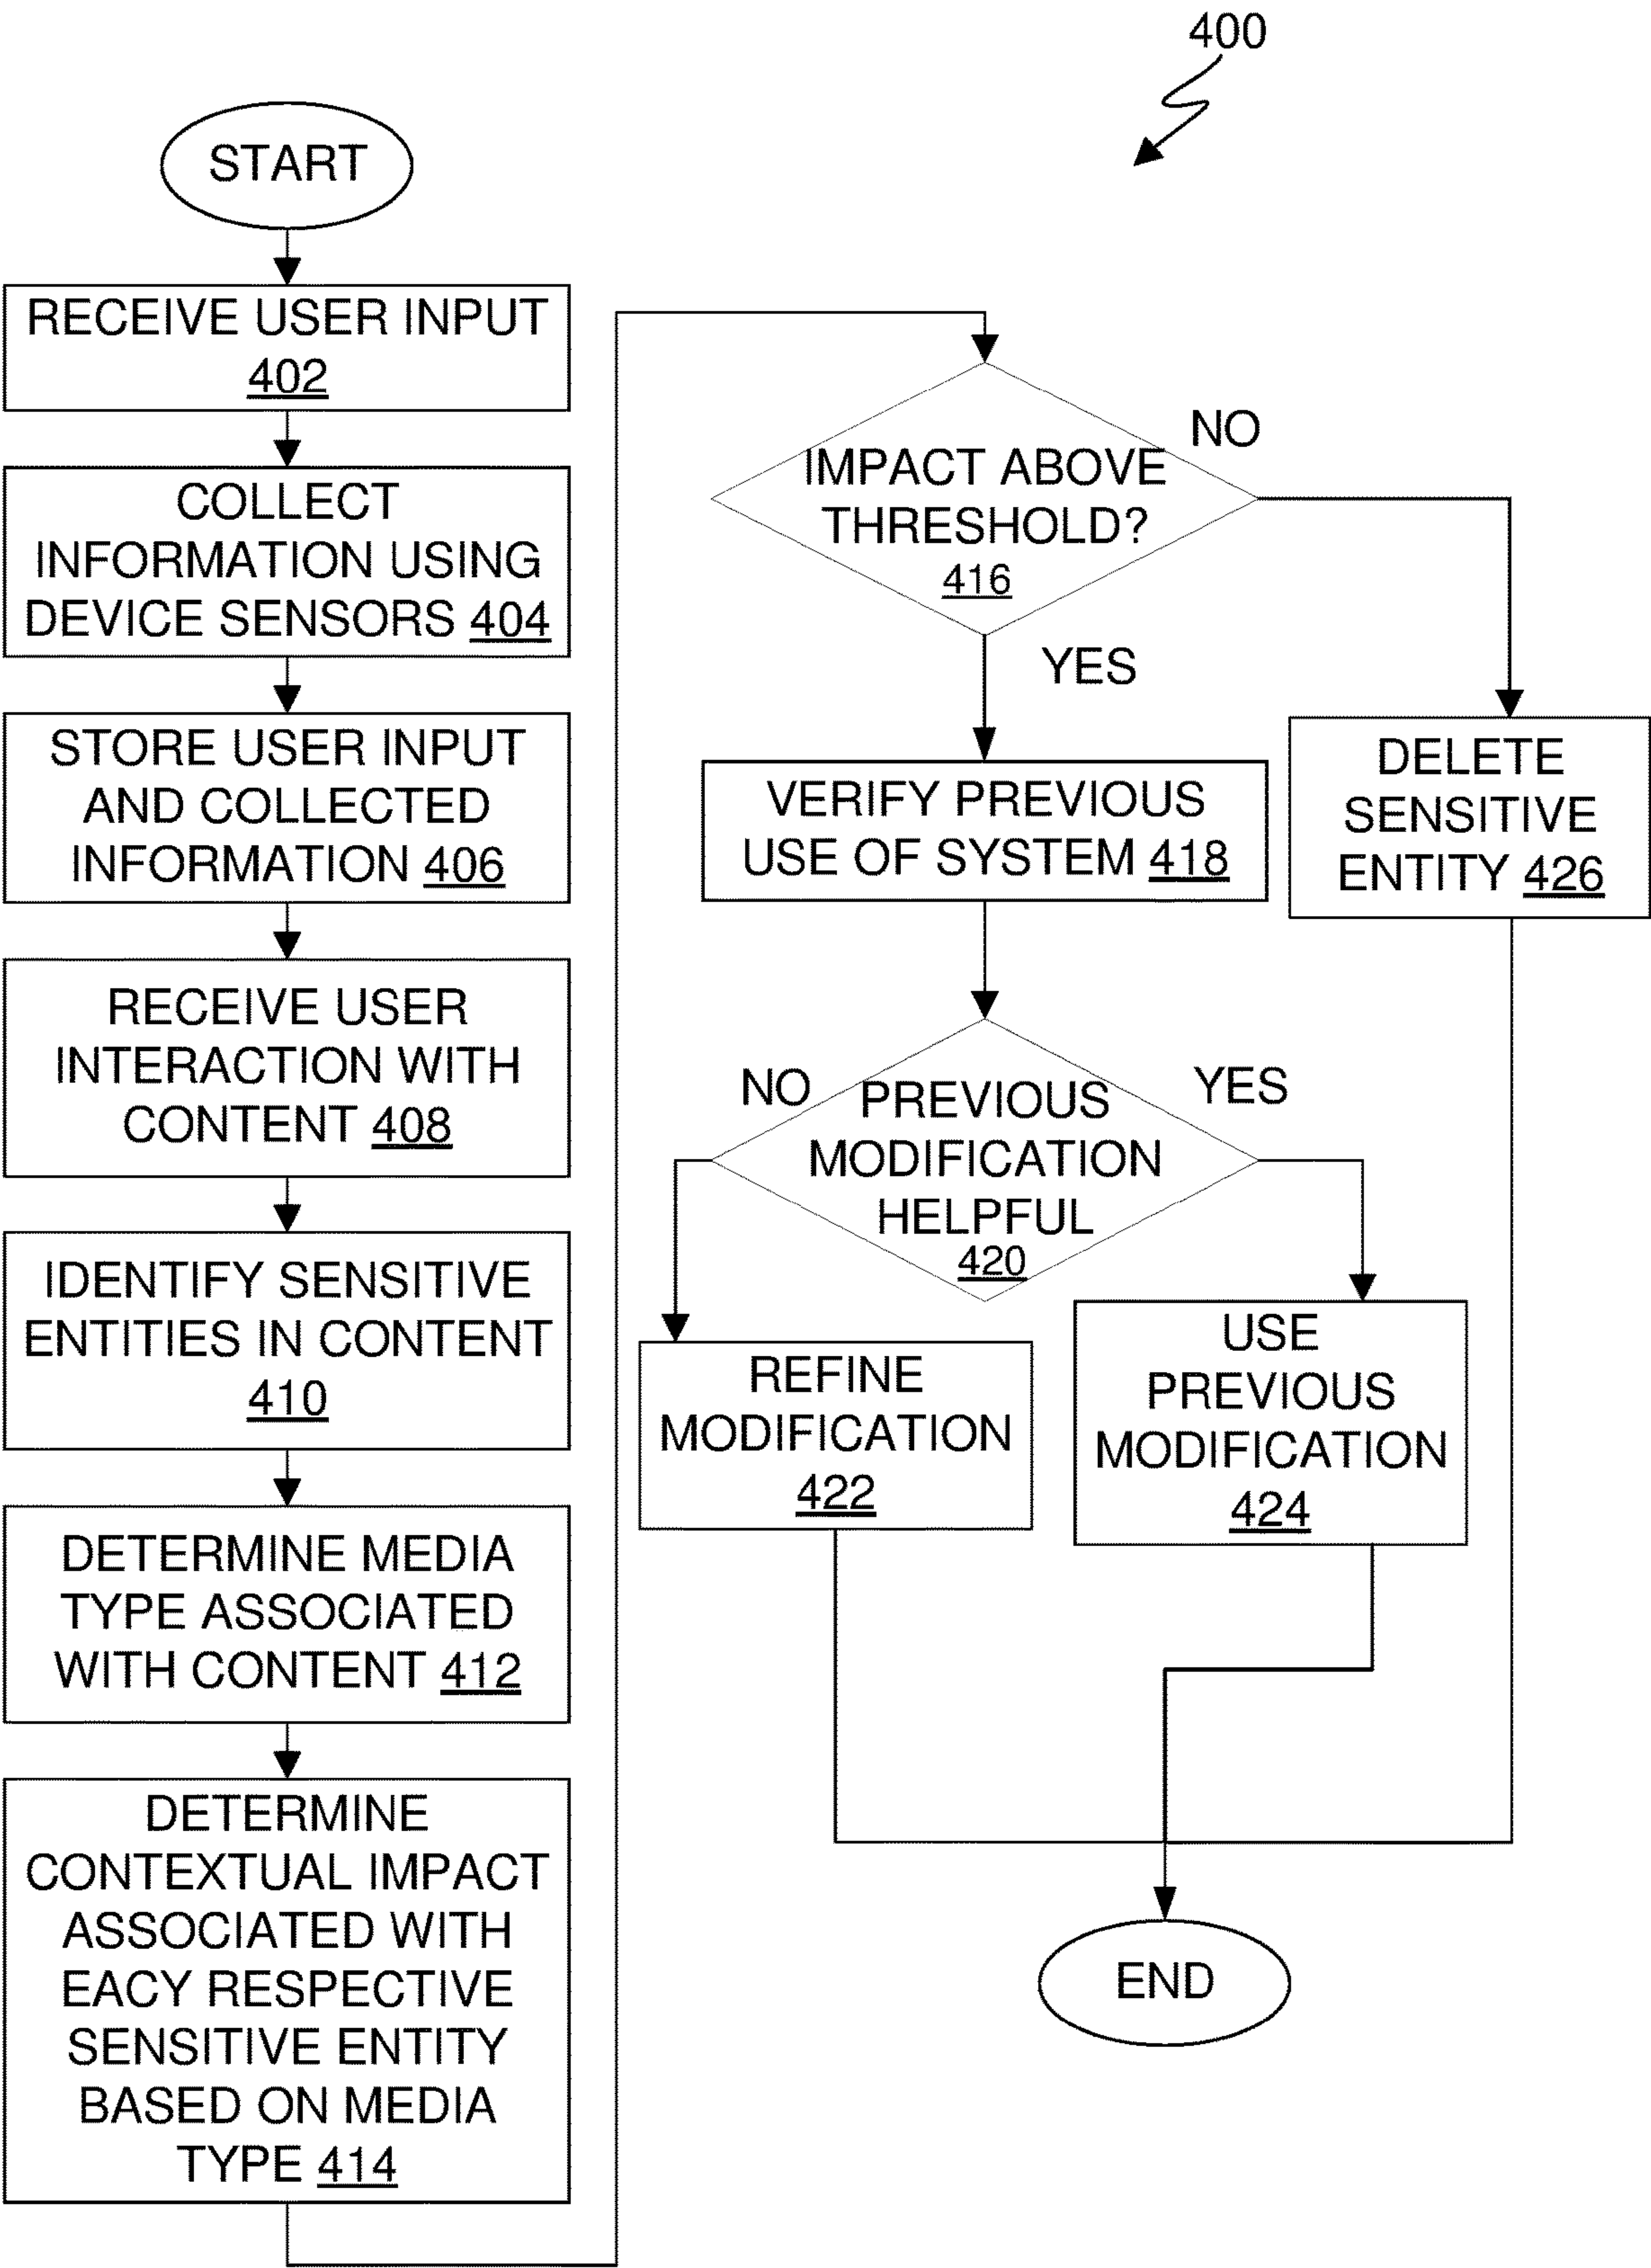 400
START
RECEIVE USER INPUT
402
COLLECT
INFORMATION USING
DEVICE SENSORS 404
STORE USER INPUT
AND COLLECTED
INFORMATION 406
RECEIVE USER
INTERACTION WITH
CONTENT 408
IDENTIFY SENSITIVE
ENTITIES IN CONTENT
410
DETERMINE MEDIA
TYPE ASSOCIATED
WITH CONTENT 412
DETERMINE
CONTEXTUAL IMPACT
ASSOCIATED WITH
EACY RESPECTIVE
SENSITIVE ENTITY
BASED ON MEDIA
TYPE 414
IMPACT ABOVE
THRESHOLD?
416
NO
YES
VERIFY PREVIOUS
USE OF SYSTEM 418
DELETE
SENSITIVE
ENTITY 426
NO
PREVIOUS
MODIFICATION
HELPFUL
420
YES
REFINE
MODIFICATION
422
USE
PREVIOUS
MODIFICATION
424
END